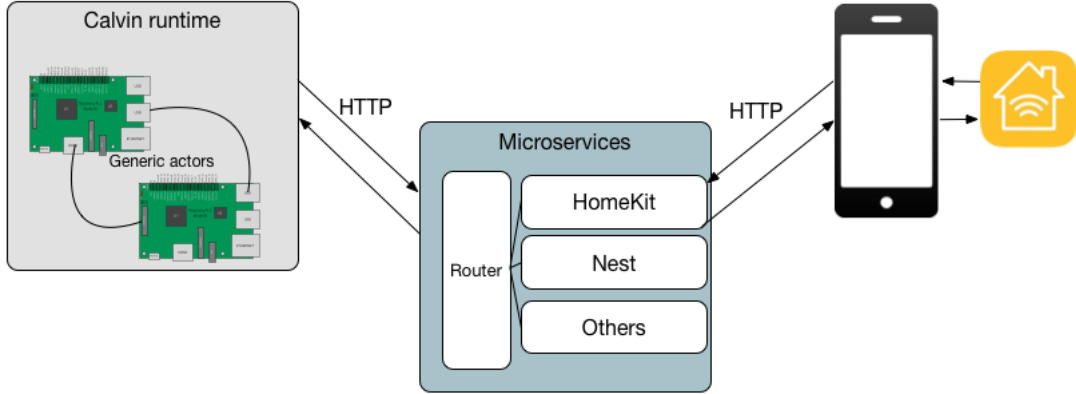 Calvin runtime
Generic actors
HTTP
Microservices
Router
HomeKit
Nest
Others
HTTP